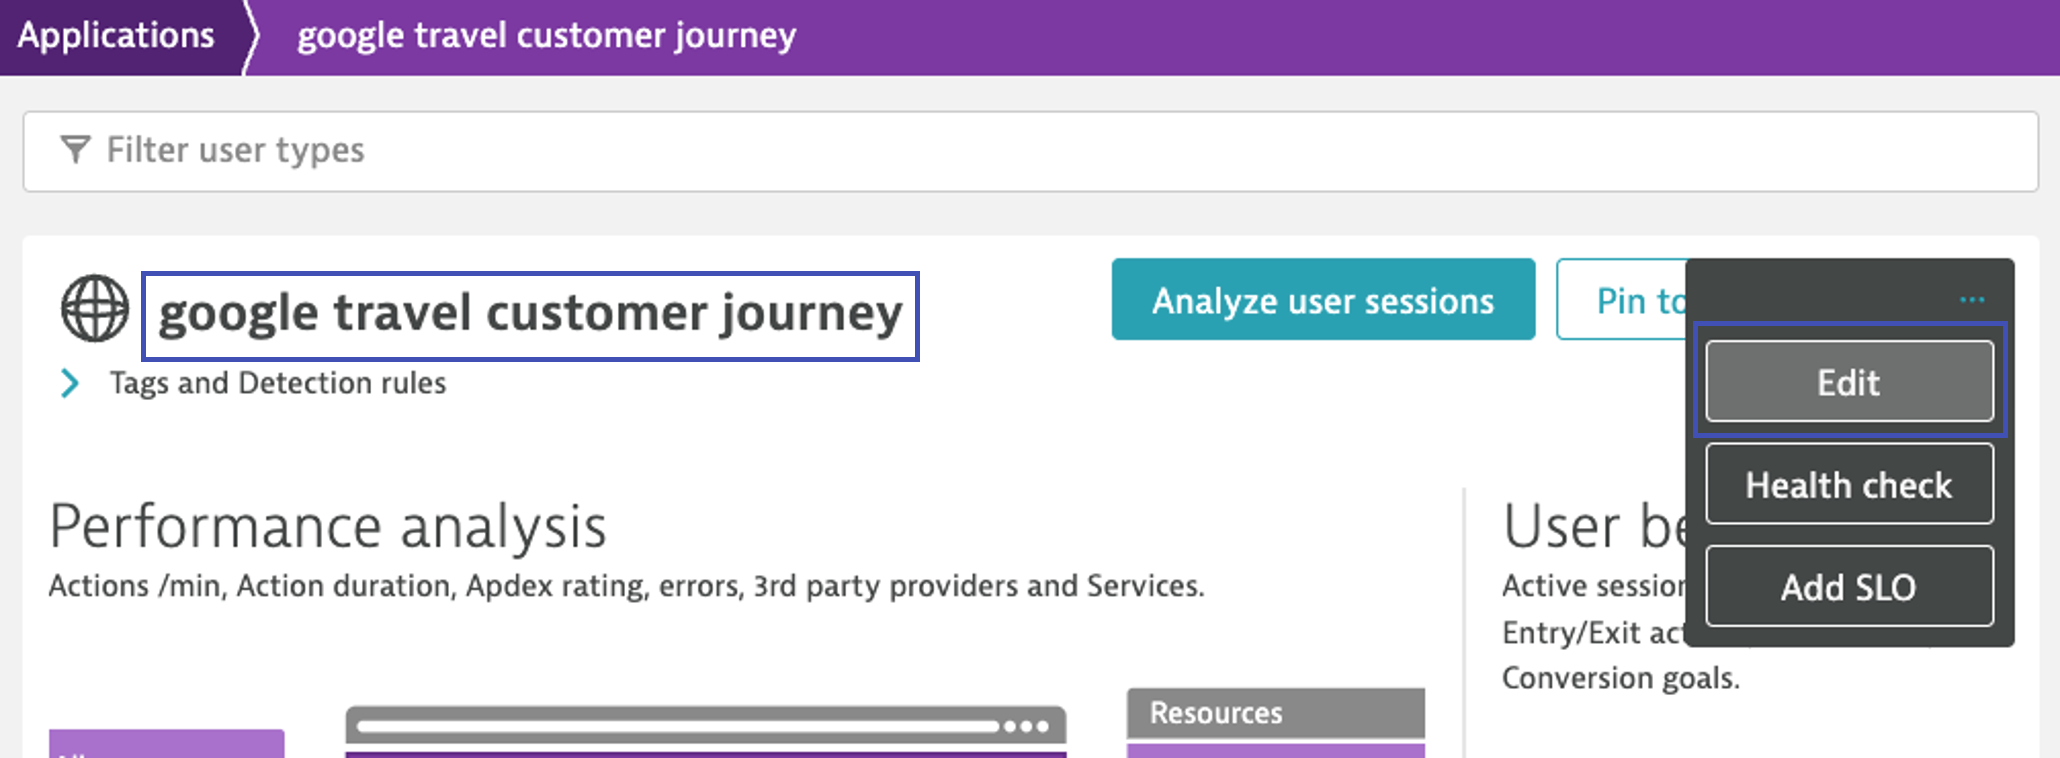 Applications
google travel customer journey
Filter user types
google travel customer journey
Analyze user sessions
Pin to
...
Tags and Detection rules
Edit
Health check
Add SLO
Performance analysis
Actions /min, Action duration, Apdex rating, errors, 3rd party providers and Services.
User be
Active session
Entry/Exit act
Conversion goals.
Resources